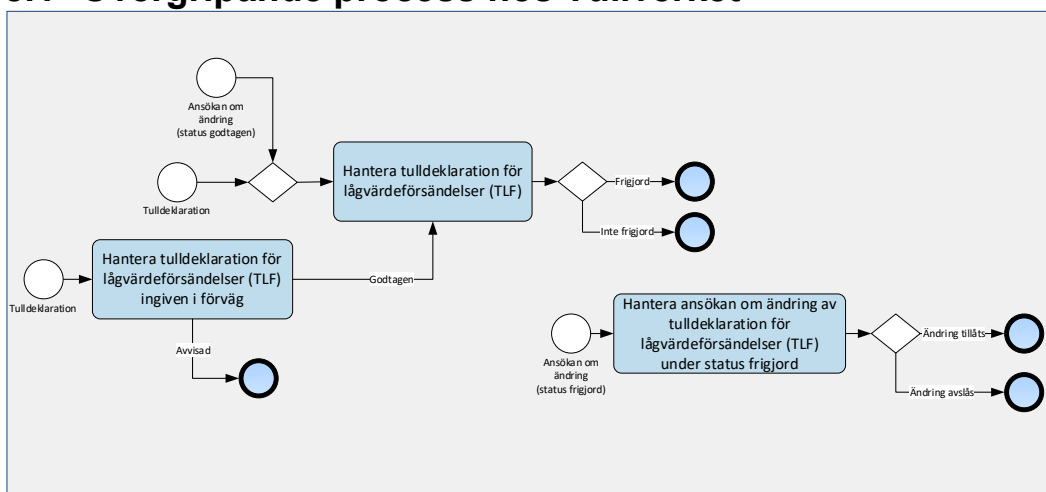 Ansökan om
ändring
(status godtagen)
Tulldeklaration
Hantera tulldeklaration för
lågvärdeförsändelser (TLF)
Frigjord
Inte frigjord
Tulldeklaration
Hantera tulldeklaration för
lågvärdeförsändelser (TLF)
ingiven i förväg
Godtagen
Avvisad
Ansökan om
ändring
(status frigjord)
Hantera ansökan om ändring av
tulldeklaration för
lågvärdeförsändelser (TLF)
under status frigjord
Ändring tillåts
Ändring avslås